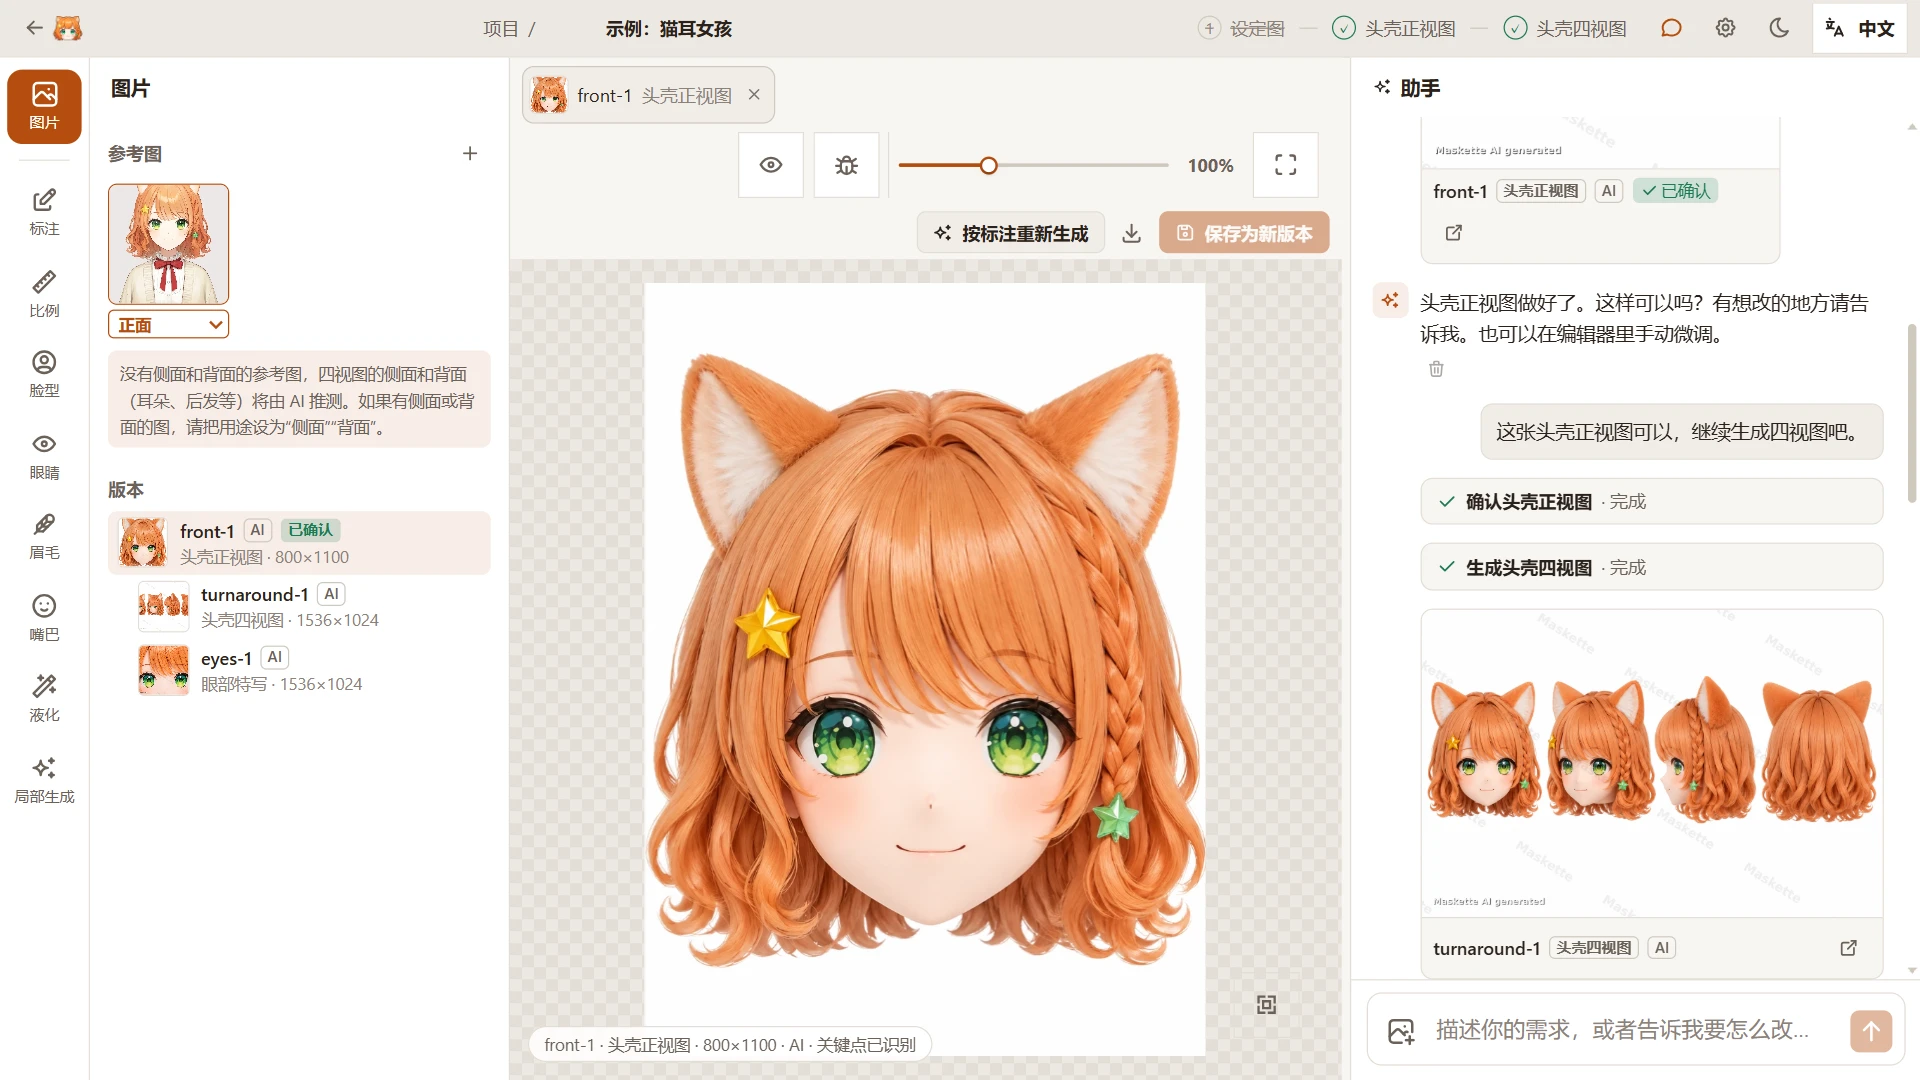 项目 /
示例：猫耳女孩
设定图
头壳正视图
头壳四视图
中文
图片
标注
比例
脸型
眼睛
眉毛
嘴巴
液化
局部生成
图片
参考图
正面
没有侧面和背面的参考图，四视图的侧面和背面
（耳朵、后发等）将由 AI 推测。如果有侧面或背
面的图，请把用途设为“侧面”“背面”。
版本
front-1 AI 已确认
头壳正视图 · 800×1100
turnaround-1 AI
头壳四视图 · 1536×1024
eyes-1 AI
眼部特写 · 1536×1024
front-1 头壳正视图
100%
按标注重新生成
保存为新版本
front-1 · 头壳正视图 · 800×1100 · AI · 关键点已识别
助手
Maskette AI generated
front-1 头壳正视图 AI 已确认
头壳正视图做好了。这样可以吗？有想改的地方请告
诉我。也可以在编辑器里手动微调。
这张头壳正视图可以，继续生成四视图吧。
确认头壳正视图 · 完成
生成头壳四视图 · 完成
Maskette
Maskette
Maskette
Maskette
Maskette
Maskette
Maskette AI generated
turnaround-1 头壳四视图 AI
描述你的需求，或者告诉我要怎么改...